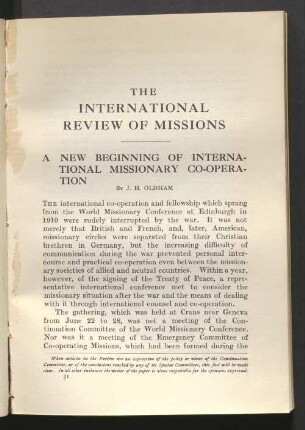 THE
INTERNATIONAL
REVIEW OF MISSIONS
A NEW BEGINNING OF INTERNA-
TIONAL MISSIONARY CO-OPERA-
TION
By J. H. OLDHAM
THE international co-operation and fellowship which sprang
from the World Missionary Conference at Edinburgh in
1910 were rudely interrupted by the war. It was not
merely that British and French, and, later, American,
missionary circles were separated from their Christian
brethren in Germany, but the increasing difficulty of
communication during the war prevented personal inter-
course and practical co-operation even between the mission-
ary societies of allied and neutral countries. Within a year,
however, of the signing of the Treaty of Peace, a repre-
sentative international conference met to consider the
missionary situation after the war and the means of dealing
with it through international counsel and co-operation.
The gathering, which was held at Crans near Geneva
from June 22 to 28, was not a meeting of the Con-
tinuation Committee of the World Missionary Conference.
Nor was it a meeting of the Emergency Committee of
Co-operating Missions, which had been formed during the
When articles in the Review are an expression of the policy or views of the Continuation
Committee, or of the conclusions reached by any of its Special Committees, this fact will be made
clear. In all other instances the writer of the paper is alone responsible for the opinions expressed.
31